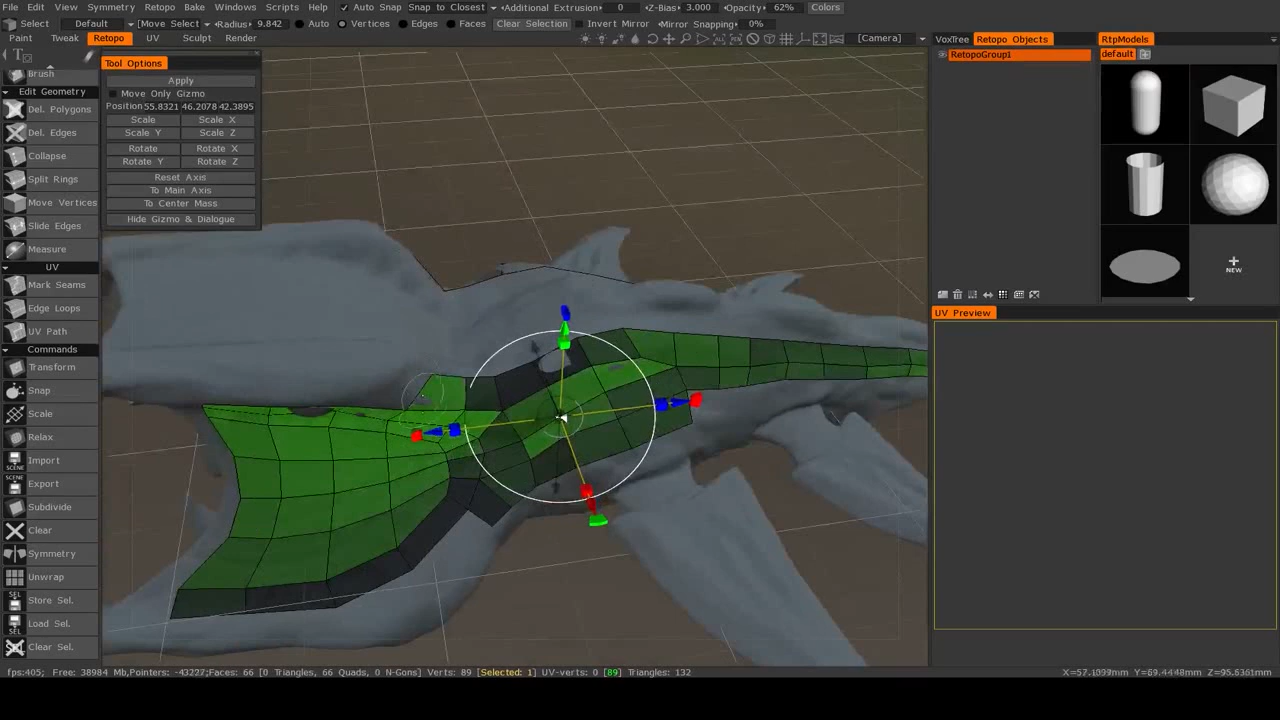 File Edit View Symmetry Retopo Bake Windows Scripts Help Auto Snap Snap to Closest Additional Extrusion 0 Z-Bias 3.000 Opacity 62% Colors
Select Default [Move Select] Radius 9.842 Auto Vertices Edges Faces Clear Selection Invert Mirror Mirror Snapping 0%
Paint Tweak Retopo UV Sculpt Render [Camera] VoxTree Retopo Objects RtpModels
Tool Options
Apply
Move Only Gizmo
Position 55.8321 46.2078 42.3895
Scale Scale X
Scale Y Scale Z
Rotate Rotate X
Rotate Y Rotate Z
Reset Axis
To Main Axis
To Center Mass
Hide Gizmo & Dialogue
RetopoGroup1
default
NEW
UV Preview
Brush
Edit Geometry
Del. Polygons
Del. Edges
Collapse
Split Rings
Move Vertices
Slide Edges
Measure
UV
Mark Seams
Edge Loops
UV Path
Commands
Transform
Snap
Scale
Relax
SCENE
Import
SCENE
Export
Subdivide
Clear
Symmetry
Unwrap
SEL
Store Sel.
Load Sel.
SEL
Clear Sel.
fps:405; Free: 38984 Mb,Pointers: -43227;Faces: 66 [0 Triangles, 66 Quads, 0 N-Gons] Verts: 89 [Selected: 1] UV-verts: 0 [89] Triangles: 132